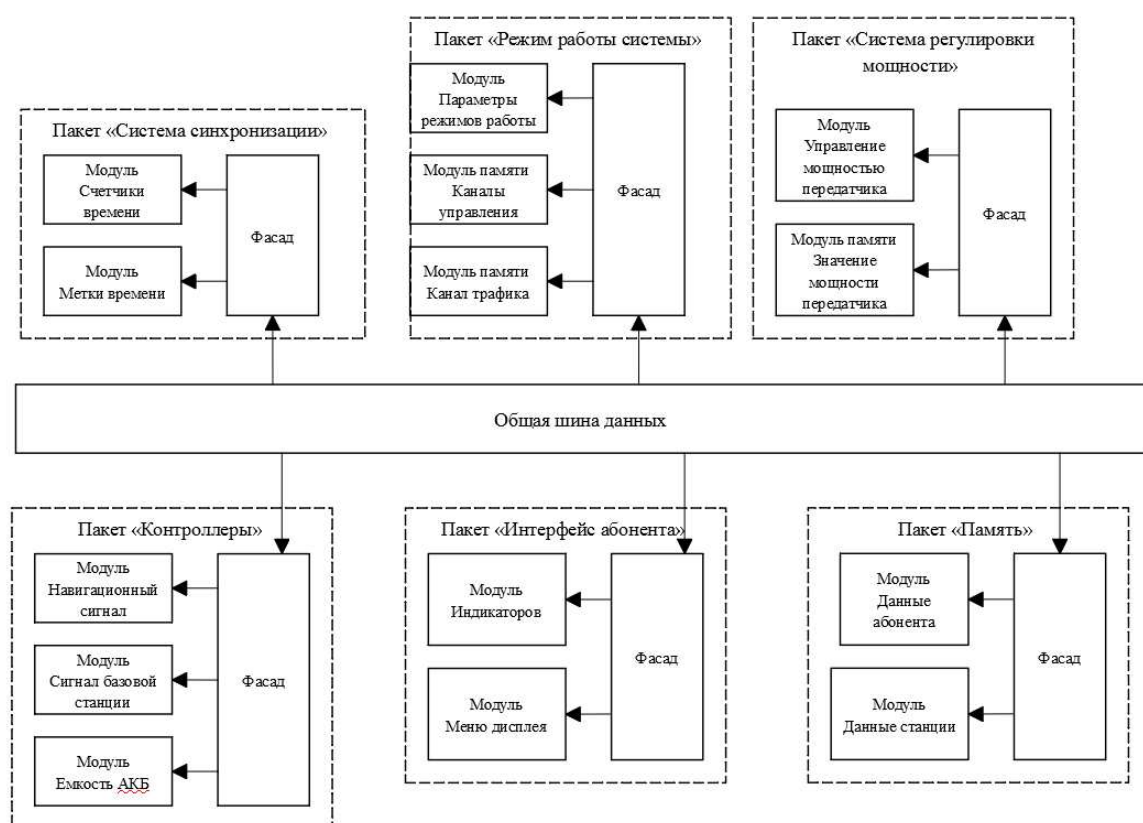 Пакет «Система синхронизации»
Модуль
Счетчики
времени
Модуль
Метки времени
Фасад
Пакет «Режим работы системы»
Модуль
Параметры
режимов работы
Модуль памяти
Каналы
управления
Модуль памяти
Канал трафика
Фасад
Пакет «Система регулировки
мощности»
Модуль
Управление
мощностью
передатчика
Модуль памяти
Значение
мощности
передатчика
Фасад
Общая шина данных
Пакет «Контроллеры»
Модуль
Навигационный
сигнал
Модуль
Сигнал базовой
станции
Модуль
Емкость АКБ
Фасад
Пакет «Интерфейс абонента»
Модуль
Индикаторов
Модуль
Меню дисплея
Фасад
Пакет «Память»
Модуль
Данные
абонента
Модуль
Данные станции
Фасад